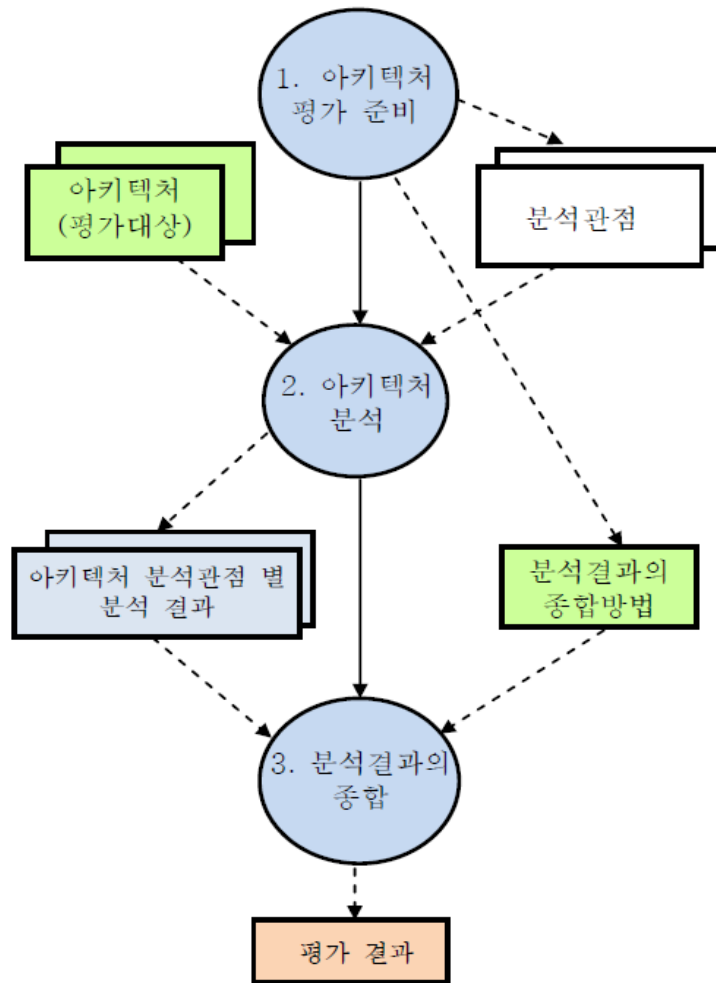 1. 아키텍처
평가 준비
아키텍처
(평가대상)
분석관점
2. 아키텍처
분석
아키텍처 분석관점 별
분석 결과
분석결과의
종합방법
3. 분석결과의
종합
평가 결과